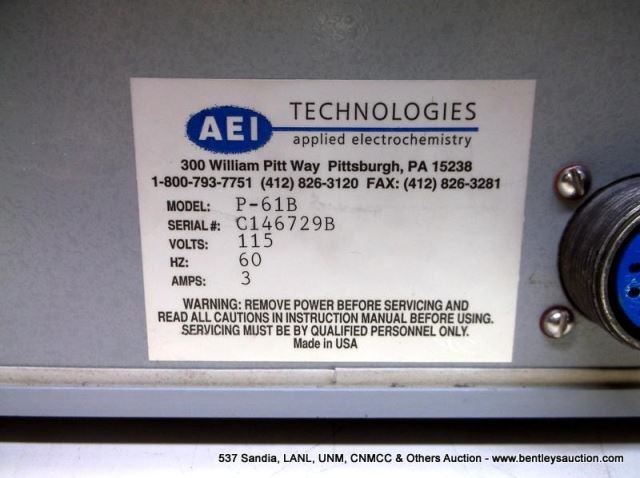 AEI TECHNOLOGIES
applied electrochemistry
300 William Pitt Way Pittsburgh, PA 15238
1-800-793-7751 (412) 826-3120 FAX: (412) 826-3281
MODEL: P-61B
SERIAL#: C146729B
VOLTS: 115
HZ: 60
AMPS: 3
WARNING: REMOVE POWER BEFORE SERVICING AND
READ ALL CAUTIONS IN INSTRUCTION MANUAL BEFORE USING.
SERVICING MUST BE BY QUALIFIED PERSONNEL ONLY.
Made in USA
537 Sandia, LANL, UNM, CNMCC & Others Auction - www.bentleysauction.com